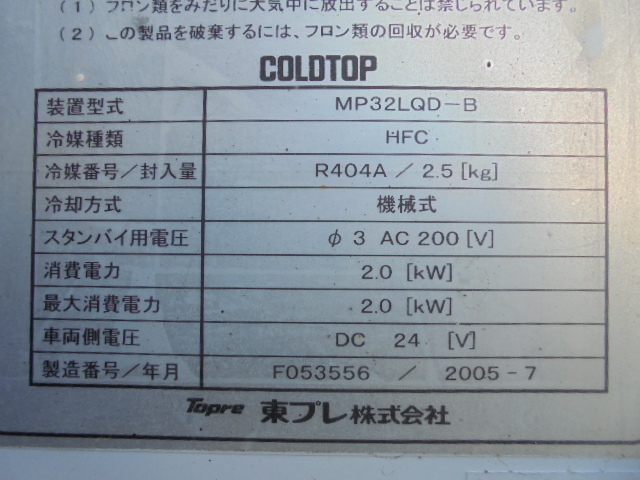 (1) フロン類をみだりに大気中に放出することは禁じられています。
(2) この製品を破棄するには、フロン類の回収が必要です。
COLDTOP
装置型式 MP32LQD-B
冷媒種類 HFC
冷媒番号/封入量 R404A / 2.5 [kg]
冷却方式 機械式
スタンバイ用電圧 φ 3 AC 200 [V]
消費電力 2.0 [kW]
最大消費電力 2.0 [kW]
車両側電圧 DC 24 [V]
製造番号/年月 F053556 / 2005-7
Topre 東プレ株式会社